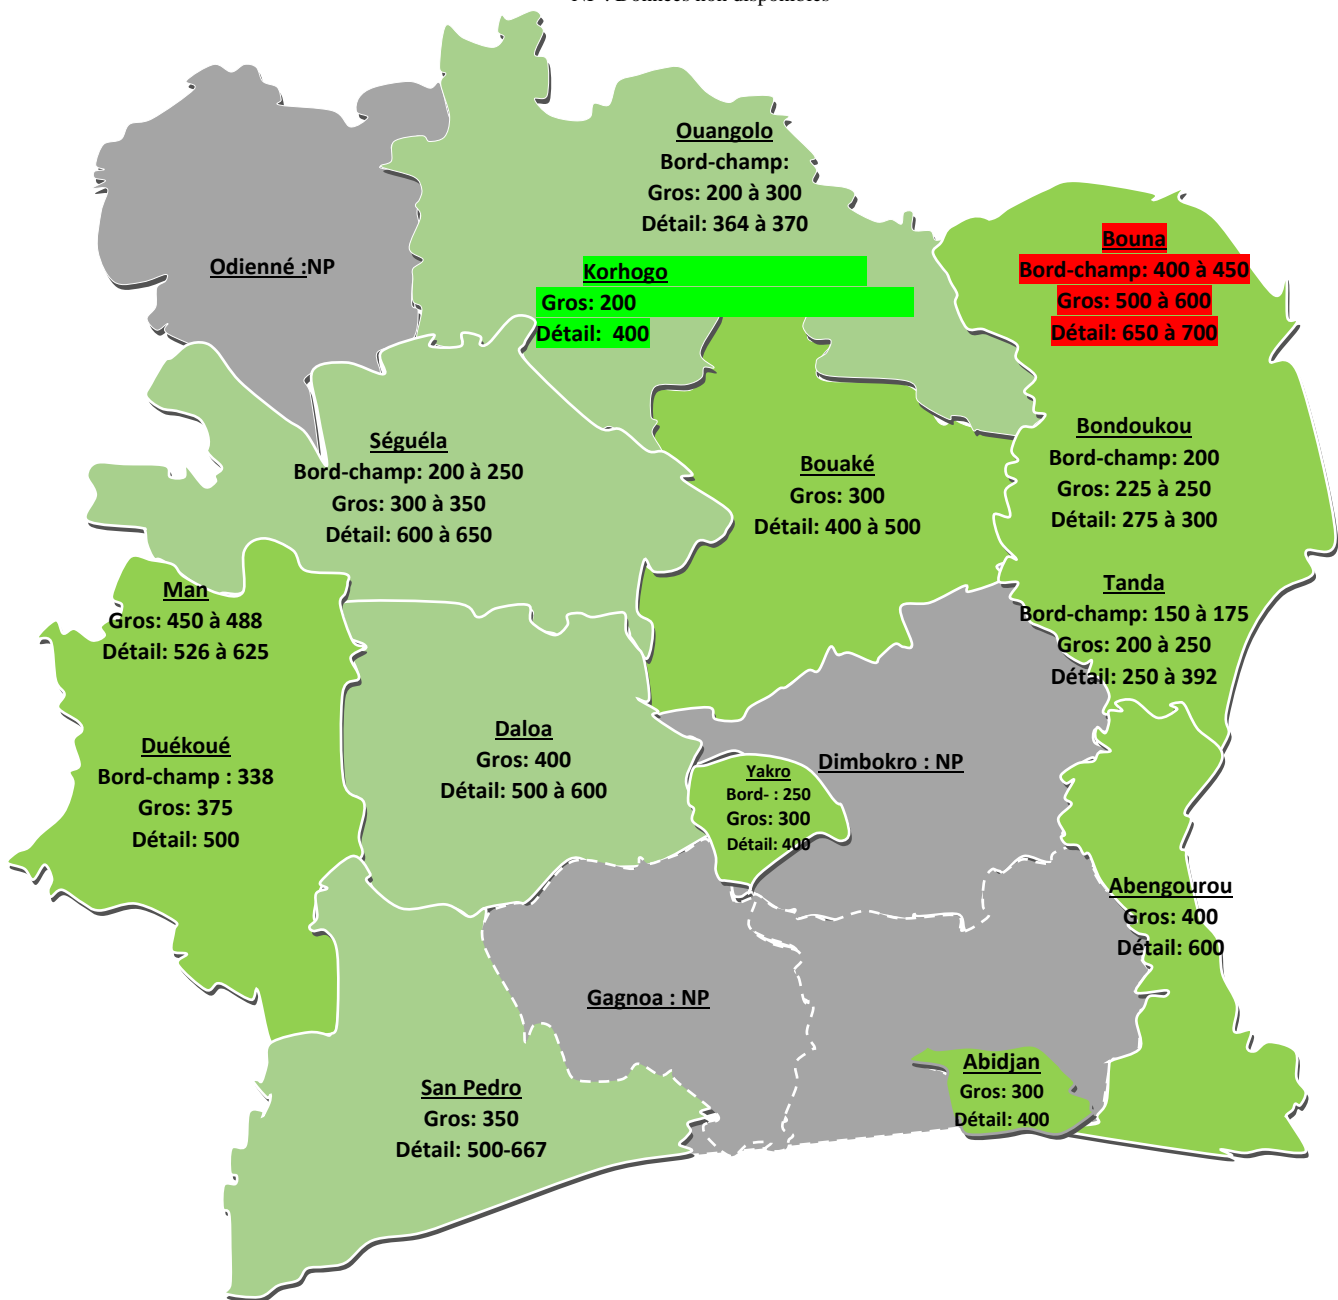 NP : Données non disponibles
Ouangolo
Bord-champ:
Gros: 200 à 300
Détail: 364 à 370
Bouna
Bord-champ: 400 à 450
Gros: 500 à 600
Détail: 650 à 700
Odienné :NP
Korhogo
Gros: 200
Détail: 400
Séguéla
Bord-champ: 200 à 250
Gros: 300 à 350
Détail: 600 à 650
Bouaké
Gros: 300
Détail: 400 à 500
Bondoukou
Bord-champ: 200
Gros: 225 à 250
Détail: 275 à 300
Man
Gros: 450 à 488
Détail: 526 à 625
Tanda
Bord-champ: 150 à 175
Gros: 200 à 250
Détail: 250 à 392
Duékoué
Bord-champ : 338
Gros: 375
Détail: 500
Daloa
Gros: 400
Détail: 500 à 600
Yakro
Bord- : 250
Gros: 300
Détail: 400
Dimbokro : NP
Abengourou
Gros: 400
Détail: 600
Gagnoa : NP
San Pedro
Gros: 350
Détail: 500-667
Abidjan
Gros: 300
Détail: 400